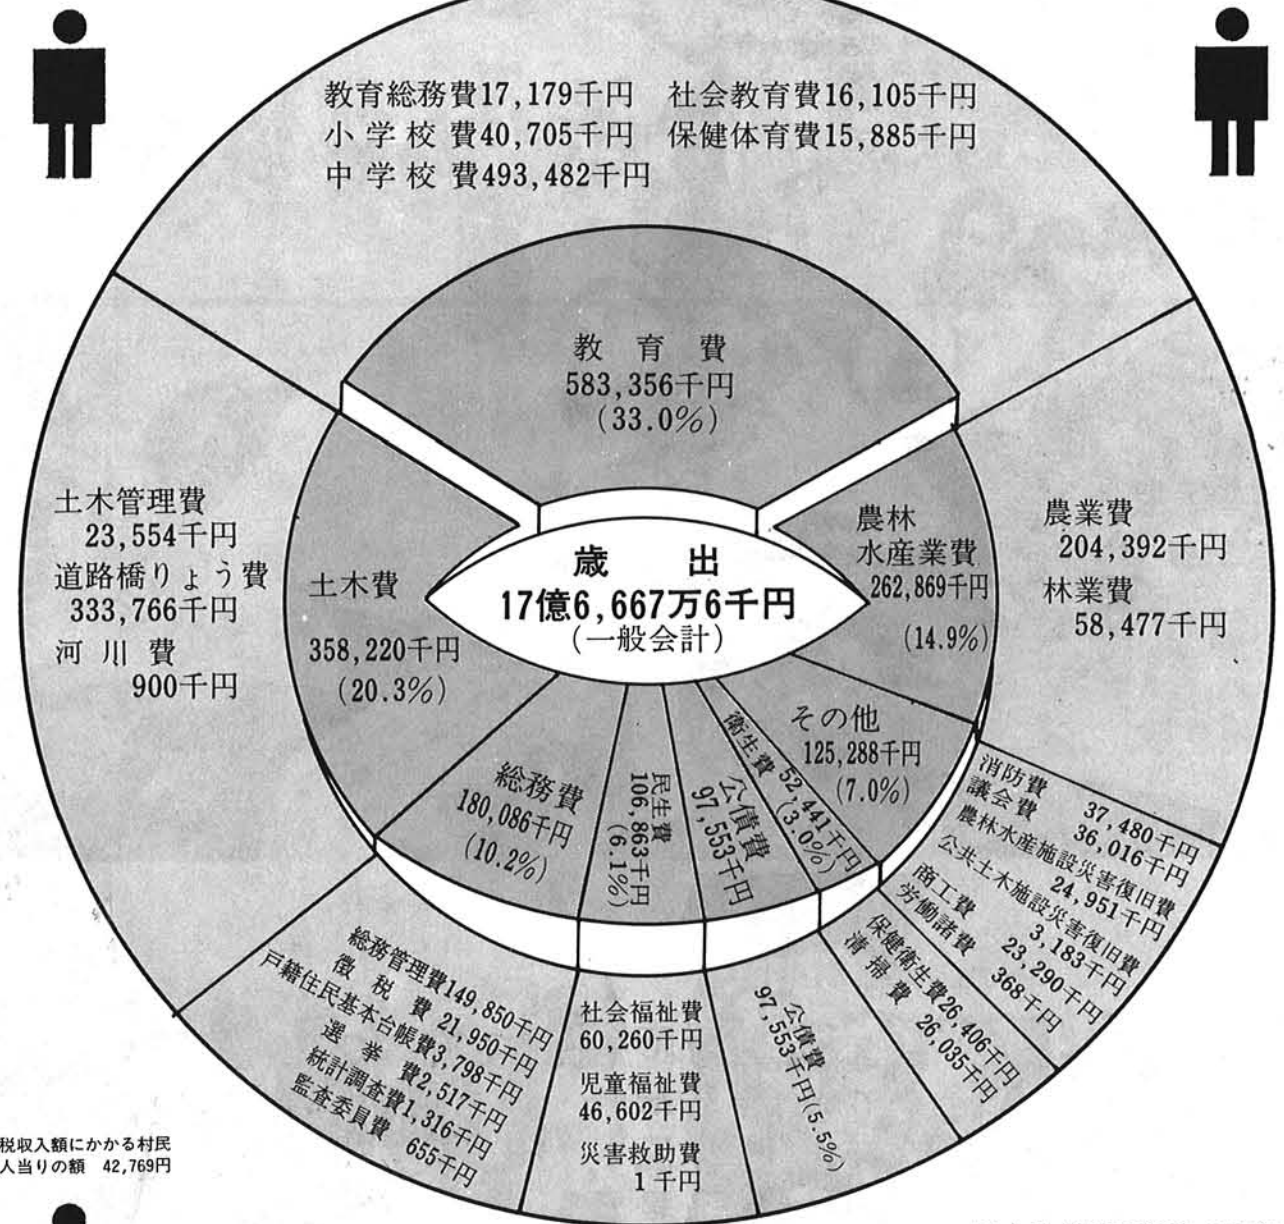 教育総務費17,179千円 社会教育費16,105千円
小学校費40,705千円 保健体育費15,885千円
中学校費493,482千円
教育費
583,356千円
(33.0%)
歳出
17億6,667万6千円
(一般会計)
農林
水産業費
262,869千円
(14.9%)
農業費
204,392千円
林業費
58,477千円
土木管理費
23,554千円
道路橋りょう費
333,766千円
河川費
900千円
土木費
358,220千円
(20.3%)
総務費
180,086千円
(10.2%)
民生費
106,863千円
(6.1%)
公債費
97,553千円
衛生費 52,441千円
(3.0%)
その他
125,288千円
(7.0%)
消防費 37,480千円
議会費 36,016千円
農林水産施設災害復旧費
24,951千円
公共土木施設災害復旧費
3,183千円
商工費 23,290千円
労働諸費 368千円
保健衛生費26,406千円
清掃費 26,035千円
公債費
97,553千円(5.5%)
社会福祉費
60,260千円
児童福祉費
46,602千円
災害救助費
1千円
総務管理費149,850千円
徴税費 21,950千円
戸籍住民基本台帳費3,798千円
選挙費2,517千円
統計調査費1,316千円
監査委員費 655千円
税収入額にかかる村民
人当りの額 42,769円